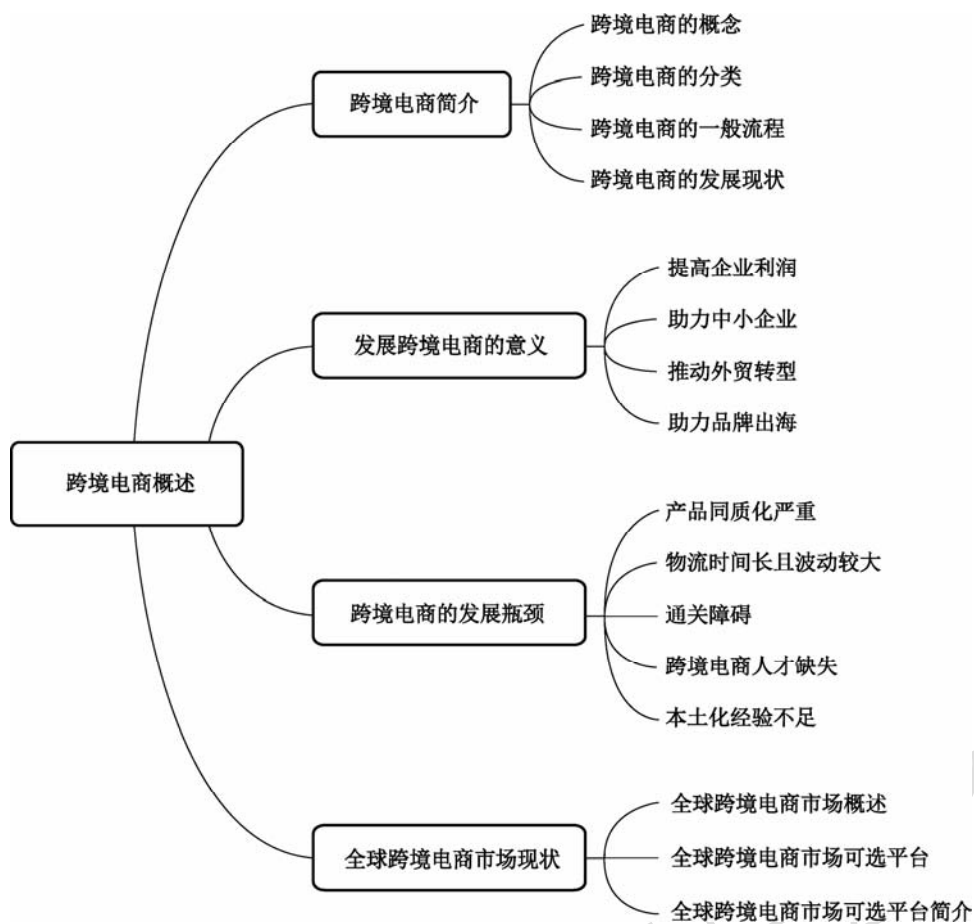 跨境电商概述
跨境电商简介
跨境电商的概念
跨境电商的分类
跨境电商的一般流程
跨境电商的发展现状
发展跨境电商的意义
提高企业利润
助力中小企业
推动外贸转型
助力品牌出海
跨境电商的发展瓶颈
产品同质化严重
物流时间长且波动较大
通关障碍
跨境电商人才缺失
本土化经验不足
全球跨境电商市场现状
全球跨境电商市场概述
全球跨境电商市场可选平台
全球跨境电商市场可选平台简介